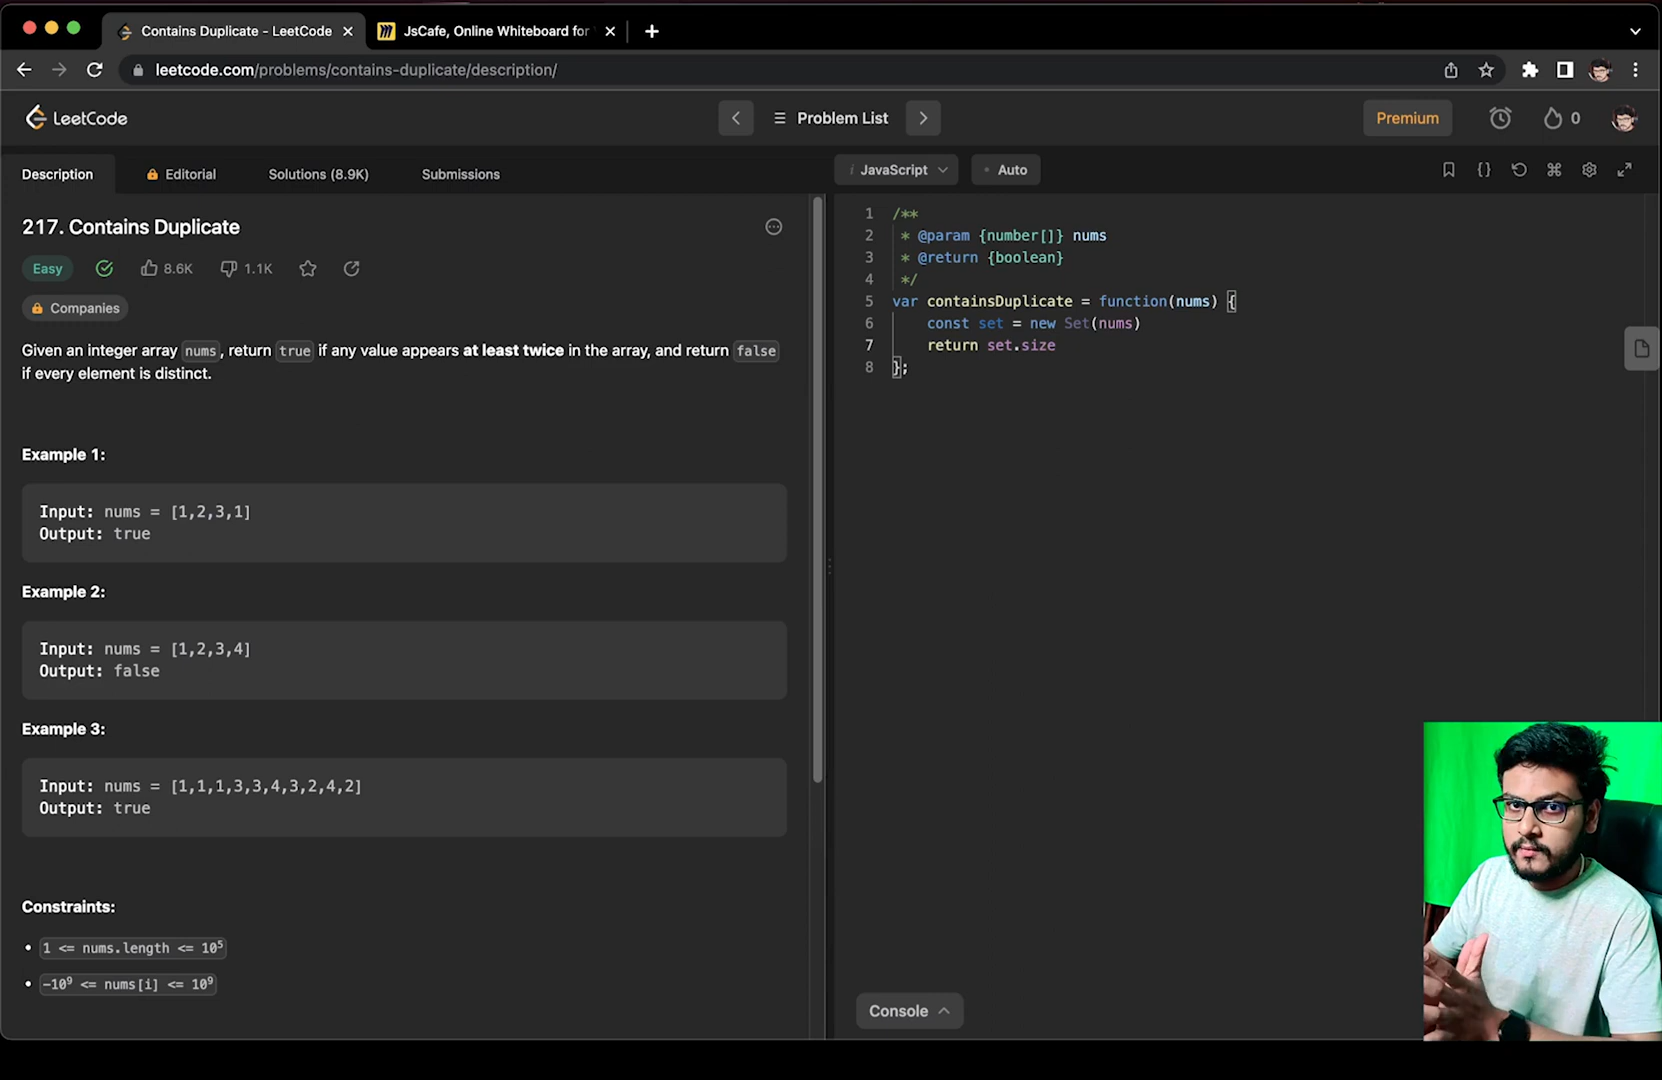 Contains Duplicate - LeetCode
JsCafe, Online Whiteboard for
leetcode.com/problems/contains-duplicate/description/
LeetCode
Problem List
Premium
0
Description
Editorial
Solutions (8.9K)
Submissions
i JavaScript
Auto
217. Contains Duplicate
Easy
8.6K
1.1K
Companies
Given an integer array nums, return true if any value appears at least twice in the array, and return false
if every element is distinct.
Example 1:
Input: nums = [1,2,3,1]
Output: true
Example 2:
Input: nums = [1,2,3,4]
Output: false
Example 3:
Input: nums = [1,1,1,3,3,4,3,2,4,2]
Output: true
Constraints:
• 1 <= nums.length <= 10⁵
• -10⁹ <= nums[i] <= 10⁹
1 /**
2 * @param {number[]} nums
3 * @return {boolean}
4 */
5 var containsDuplicate = function(nums) {
6 const set = new Set(nums)
7 return set.size
8 };
Console